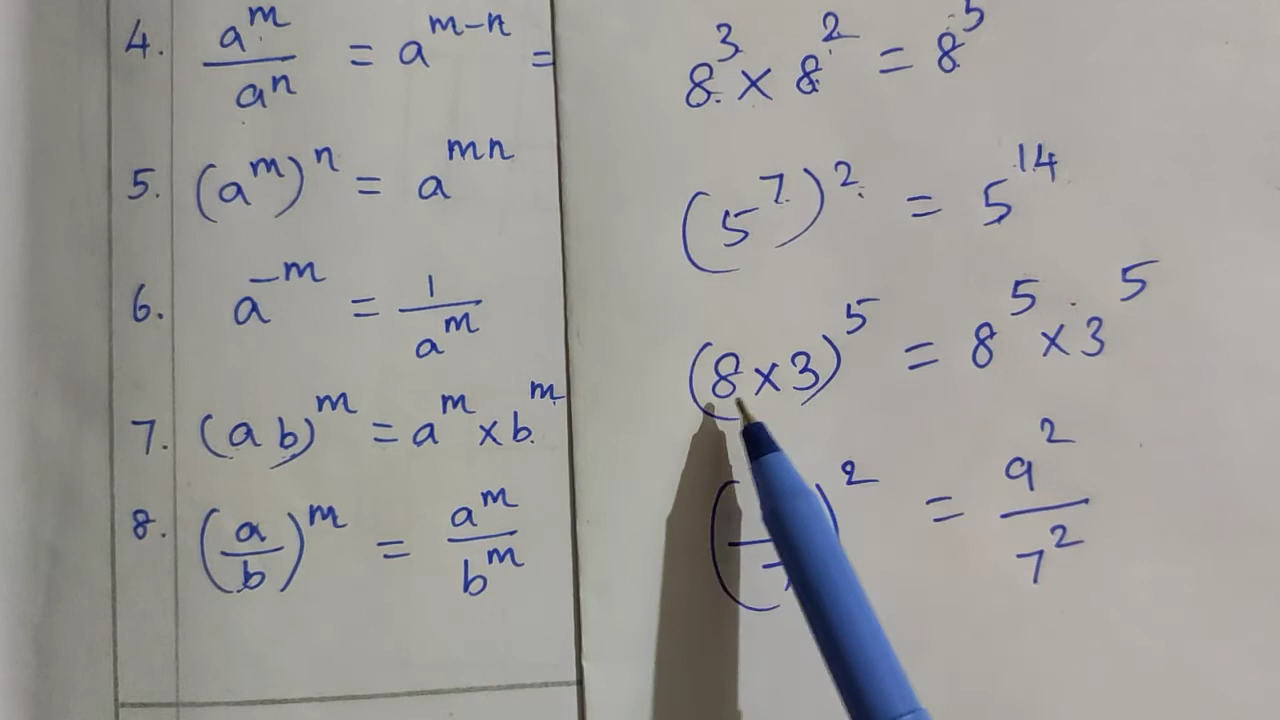 4. a^m / a^n = a^(m-n) =
5. (a^m)^n = a^(mn)
6. a^(-m) = 1 / a^m
7. (ab)^m = a^m × b^m
8. (a/b)^m = a^m / b^m
8^3 × 8^2 = 8^5
(5^7)^2 = 5^14
(8×3)^5 = 8^5 × 3^5
( / 7)^2 = 9^2 / 7^2